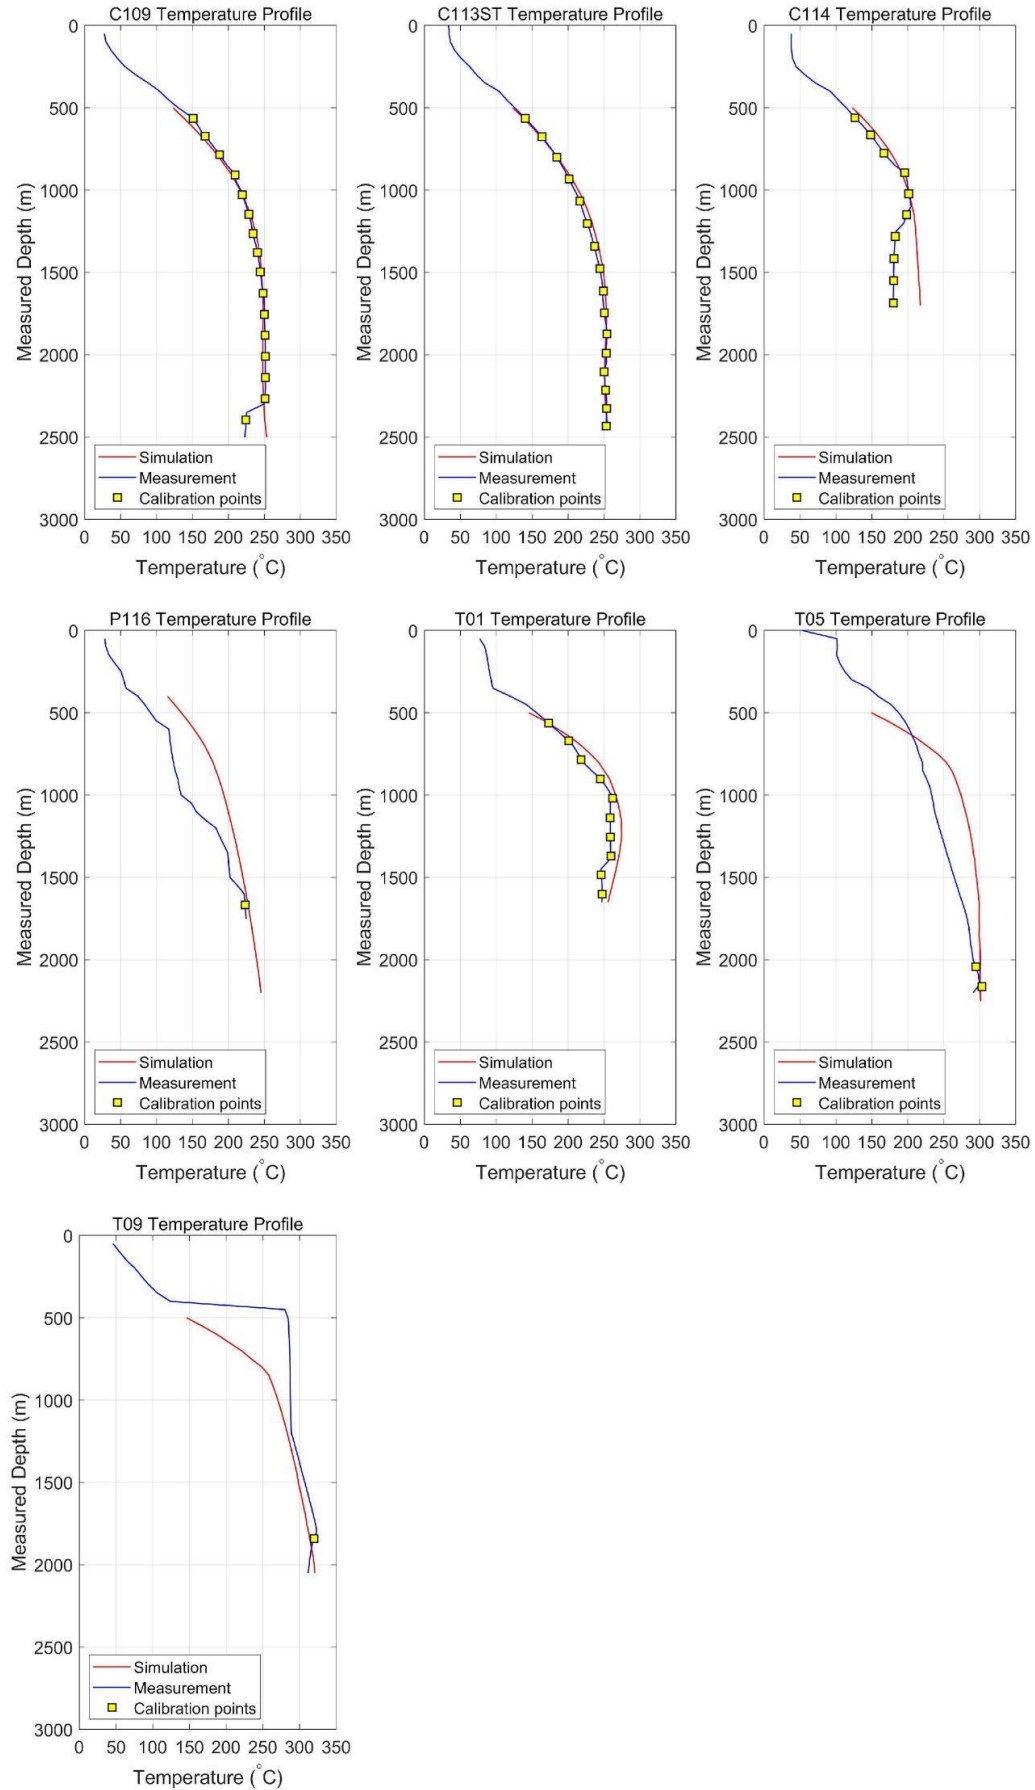 C109 Temperature Profile
0
500
1000
1500
2000
2500
3000
Measured Depth (m)
Simulation
Measurement
Calibration points
0 50 100 150 200 250 300 350
Temperature (°C)
C113ST Temperature Profile
0
500
1000
1500
2000
2500
3000
Measured Depth (m)
Simulation
Measurement
Calibration points
0 50 100 150 200 250 300 350
Temperature (°C)
C114 Temperature Profile
0
500
1000
1500
2000
2500
3000
Measured Depth (m)
Simulation
Measurement
Calibration points
0 50 100 150 200 250 300 350
Temperature (°C)
P116 Temperature Profile
0
500
1000
1500
2000
2500
3000
Measured Depth (m)
Simulation
Measurement
Calibration points
0 50 100 150 200 250 300 350
Temperature (°C)
T01 Temperature Profile
0
500
1000
1500
2000
2500
3000
Measured Depth (m)
Simulation
Measurement
Calibration points
0 50 100 150 200 250 300 350
Temperature (°C)
T05 Temperature Profile
0
500
1000
1500
2000
2500
3000
Measured Depth (m)
Simulation
Measurement
Calibration points
0 50 100 150 200 250 300 350
Temperature (°C)
T09 Temperature Profile
0
500
1000
1500
2000
2500
3000
Measured Depth (m)
Simulation
Measurement
Calibration points
0 50 100 150 200 250 300 350
Temperature (°C)